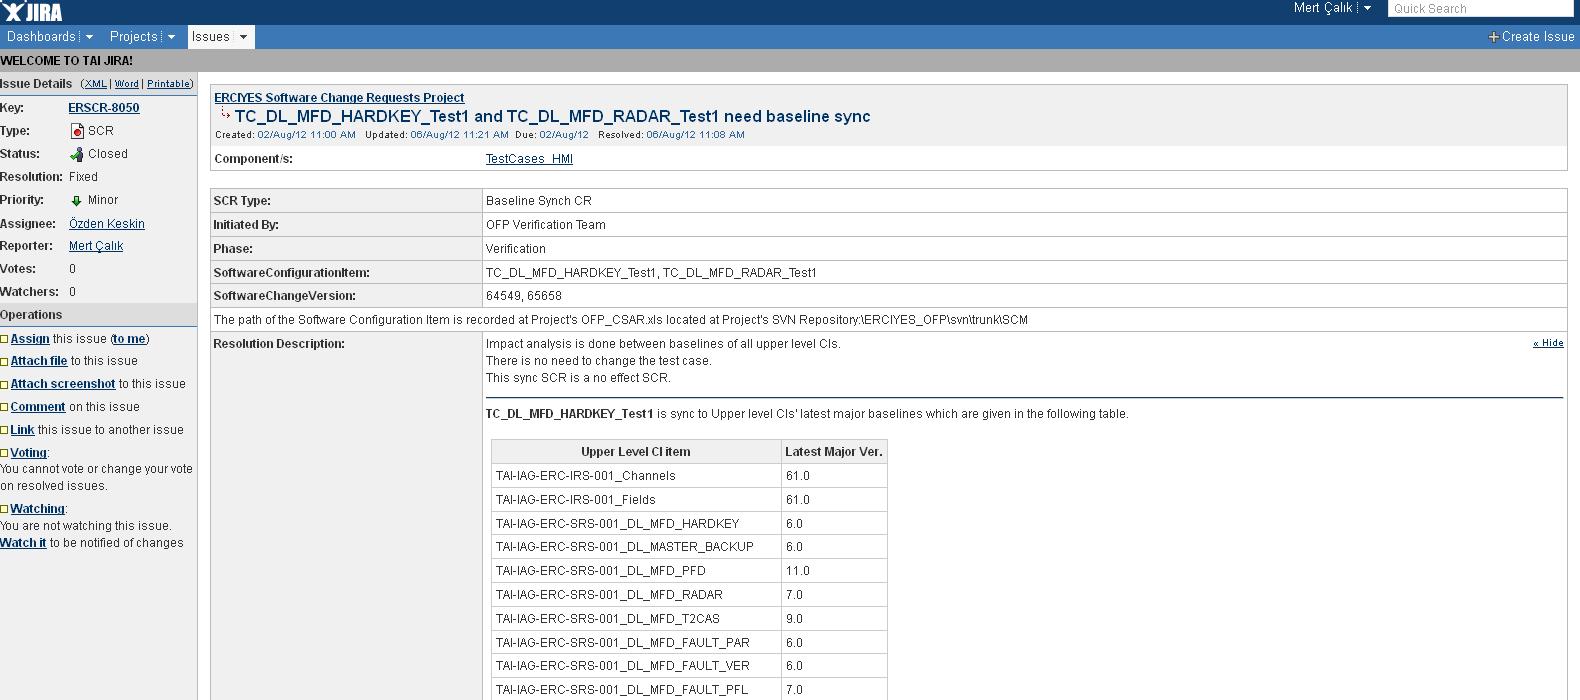 JIRA
Mert Çalık
Quick Search
Dashboards
Projects
Issues
Create Issue
WELCOME TO TAI JIRA!
Issue Details (XML | Word | Printable)
Key: ERSCR-8050
Type: SCR
Status: Closed
Resolution: Fixed
Priority: Minor
Assignee: Özden Keskin
Reporter: Mert Çalık
Votes: 0
Watchers: 0
Operations
Assign this issue (to me)
Attach file to this issue
Attach screenshot to this issue
Comment on this issue
Link this issue to another issue
Voting:
You cannot vote or change your vote
on resolved issues.
Watching:
You are not watching this issue.
Watch it to be notified of changes
ERCIYES Software Change Requests Project
TC_DL_MFD_HARDKEY_Test1 and TC_DL_MFD_RADAR_Test1 need baseline sync
Created: 02/Aug/12 11:00 AM Updated: 06/Aug/12 11:21 AM Due: 02/Aug/12 Resolved: 06/Aug/12 11:08 AM
Component/s: TestCases_HMI
SCR Type: Baseline Synch CR
Initiated By: OFP Verification Team
Phase: Verification
SoftwareConfigurationItem: TC_DL_MFD_HARDKEY_Test1, TC_DL_MFD_RADAR_Test1
SoftwareChangeVersion: 64549, 65658
The path of the Software Configuration Item is recorded at Project's OFP_CSAR.xls located at Project's SVN Repository:\ERCIYES_OFP\svn\trunk\SCM
Resolution Description: Impact analysis is done between baselines of all upper level CIs. « Hide
There is no need to change the test case.
This sync SCR is a no effect SCR.
TC_DL_MFD_HARDKEY_Test1 is sync to Upper level CIs' latest major baselines which are given in the following table.
Upper Level CI item Latest Major Ver.
TAI-IAG-ERC-IRS-001_Channels 61.0
TAI-IAG-ERC-IRS-001_Fields 61.0
TAI-IAG-ERC-SRS-001_DL_MFD_HARDKEY 6.0
TAI-IAG-ERC-SRS-001_DL_MASTER_BACKUP 6.0
TAI-IAG-ERC-SRS-001_DL_MFD_PFD 11.0
TAI-IAG-ERC-SRS-001_DL_MFD_RADAR 7.0
TAI-IAG-ERC-SRS-001_DL_MFD_T2CAS 9.0
TAI-IAG-ERC-SRS-001_DL_MFD_FAULT_PAR 6.0
TAI-IAG-ERC-SRS-001_DL_MFD_FAULT_VER 6.0
TAI-IAG-ERC-SRS-001_DL_MFD_FAULT_PFL 7.0